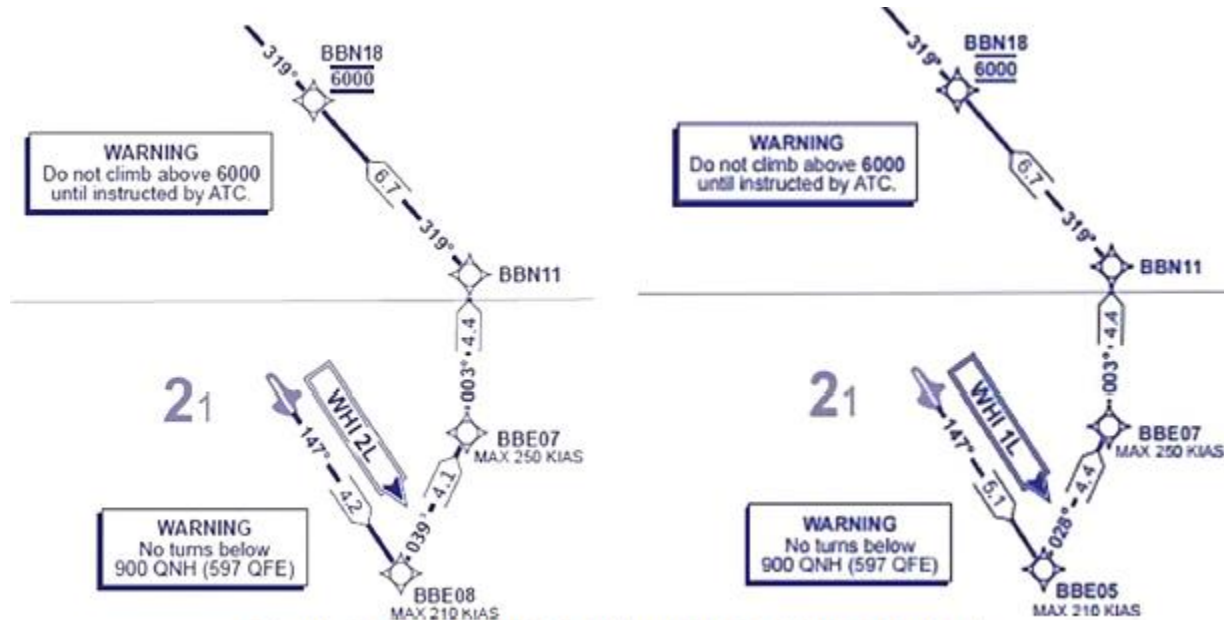 319°
BBN18
6000
WARNING
Do not climb above 6000
until instructed by ATC.
6.7
319°
BBN11
4.4
003°
21
WHI 2L
147°
BBE07
MAX 250 KIAS
4.2
4.1
039°
WARNING
No turns below
900 QNH (597 QFE)
BBE08
MAX 210 KIAS
319°
BBN18
6000
WARNING
Do not climb above 6000
until instructed by ATC.
6.7
319°
BBN11
4.4
003°
21
WHI 1L
147°
BBE07
MAX 250 KIAS
5.1
4.4
028°
WARNING
No turns below
900 QNH (597 QFE)
BBE05
MAX 210 KIAS